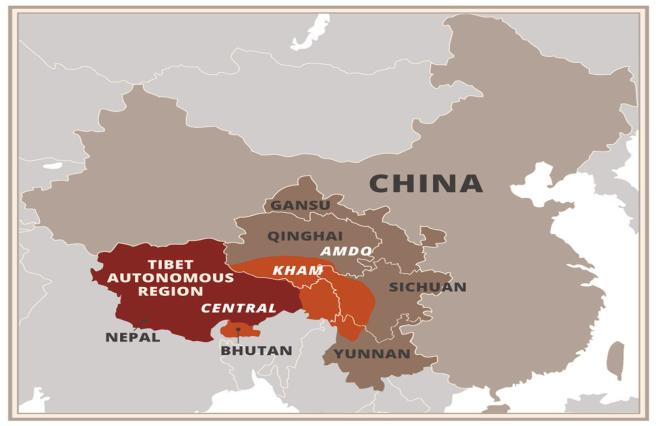 CHINA
GANSU
QINGHAI
AMDO
KHAM
TIBET
AUTONOMOUS
REGION
SICHUAN
CENTRAL
NEPAL
BHUTAN
YUNNAN